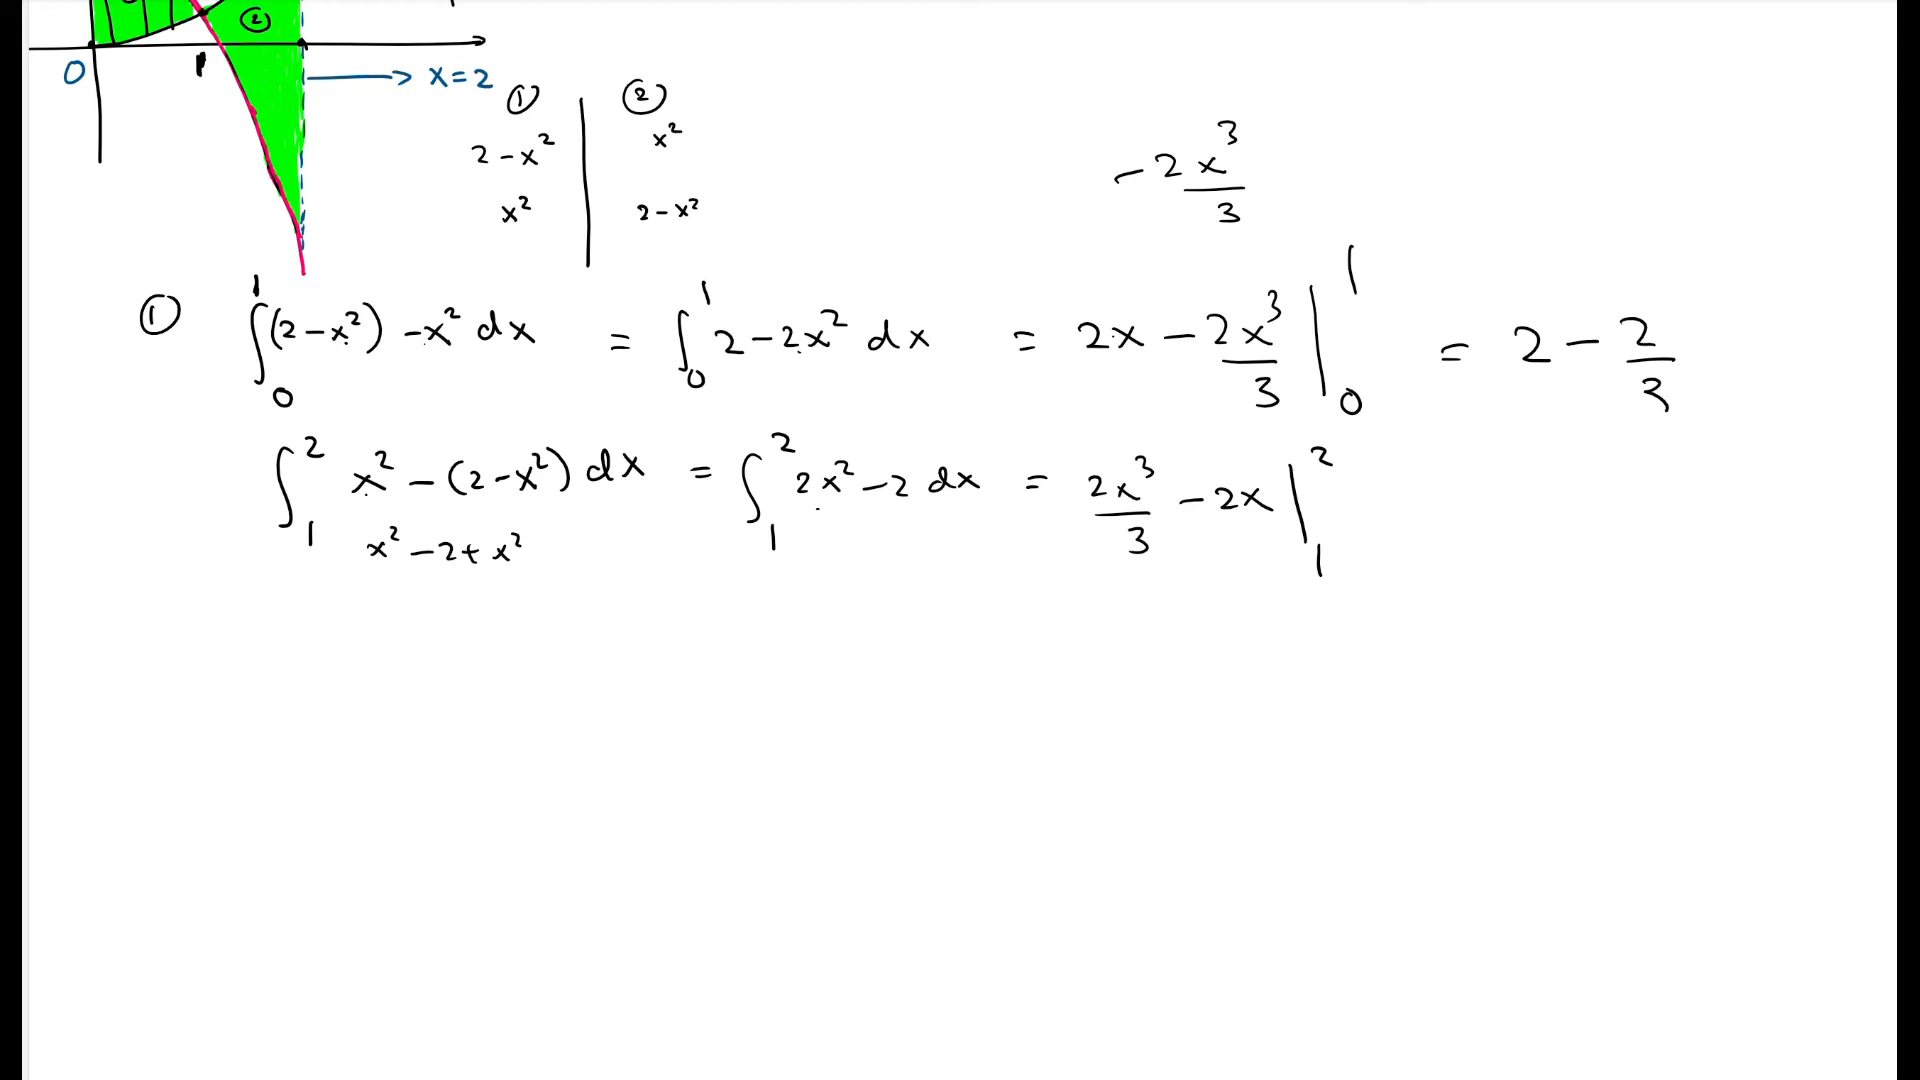 ②
0 1 → x=2
① ②
2-x² x²
x² 2-x²
-2x³/3
① ∫₀¹ (2-x²) -x² dx = ∫₀¹ 2-2x² dx = 2x - 2x³/3 |₀¹ = 2 - 2/3
∫₁² x² - (2-x²) dx = ∫₁² 2x² -2 dx = 2x³/3 - 2x |₁²
x² -2+ x²